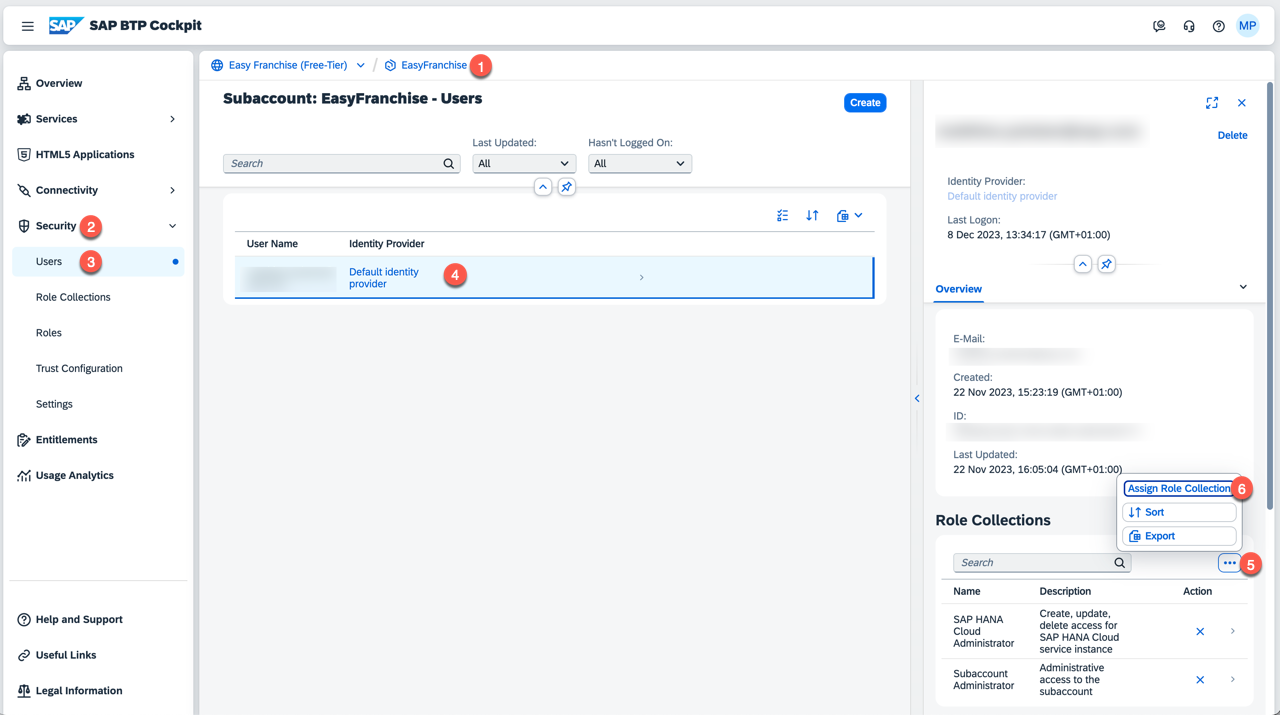 SAP SAP BTP Cockpit
MP
Overview
Services
HTML5 Applications
Connectivity
Security 2
Users 3
Role Collections
Roles
Trust Configuration
Settings
Entitlements
Usage Analytics
Help and Support
Useful Links
Legal Information
Easy Franchise (Free-Tier) / EasyFranchise 1
Subaccount: EasyFranchise - Users
Create
Last Updated: Hasn't Logged On:
Search All All
User Name Identity Provider
Default identity
provider
4
Delete
Identity Provider:
Default identity provider
Last Logon:
8 Dec 2023, 13:34:17 (GMT+01:00)
Overview
E-Mail:
Created:
22 Nov 2023, 15:23:19 (GMT+01:00)
ID:
Last Updated:
22 Nov 2023, 16:05:04 (GMT+01:00)
Assign Role Collection 6
Sort
Export
Role Collections
Search ... 5
Name Description Action
SAP HANA
Cloud
Administrator
Create, update,
delete access for
SAP HANA Cloud
service instance
Subaccount
Administrator
Administrative
access to the
subaccount